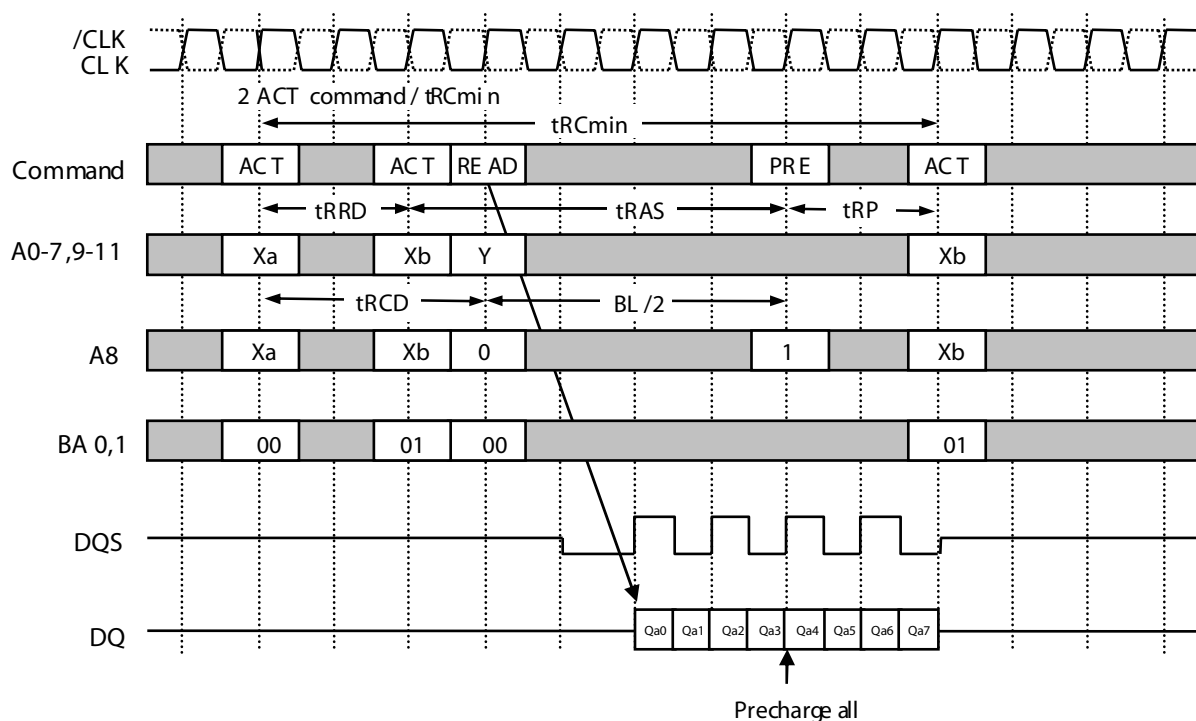 /CLK
CLK
2 ACT command / tRCmin
tRCmin
Command ACT ACT READ PRE ACT
tRRD tRAS tRP
A0-7,9-11 Xa Xb Y Xb
tRCD BL/2
A8 Xa Xb 0 1 Xb
BA 0,1 00 01 00 01
DQS
DQ Qa0 Qa1 Qa2 Qa3 Qa4 Qa5 Qa6 Qa7
Precharge all